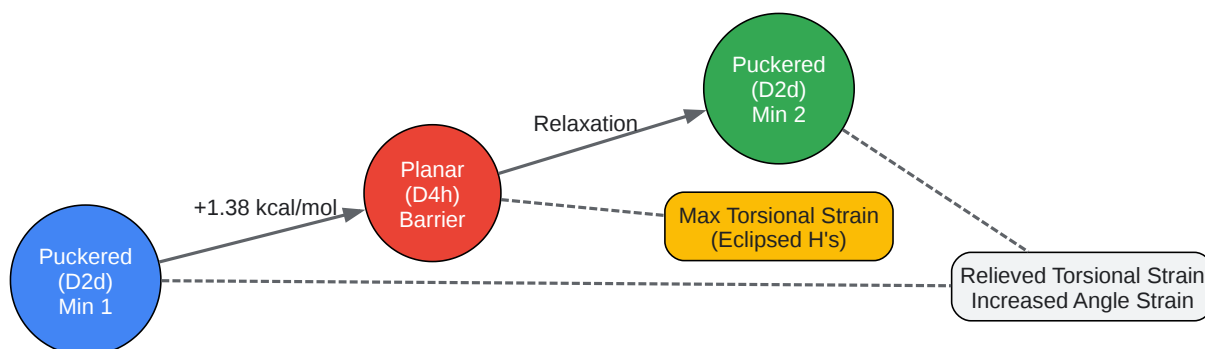 Puckered
(D2d)
Min 1
+1.38 kcal/mol
Planar
(D4h)
Barrier
Relaxation
Puckered
(D2d)
Min 2
Max Torsional Strain
(Eclipsed H's)
Relieved Torsional Strain
Increased Angle Strain